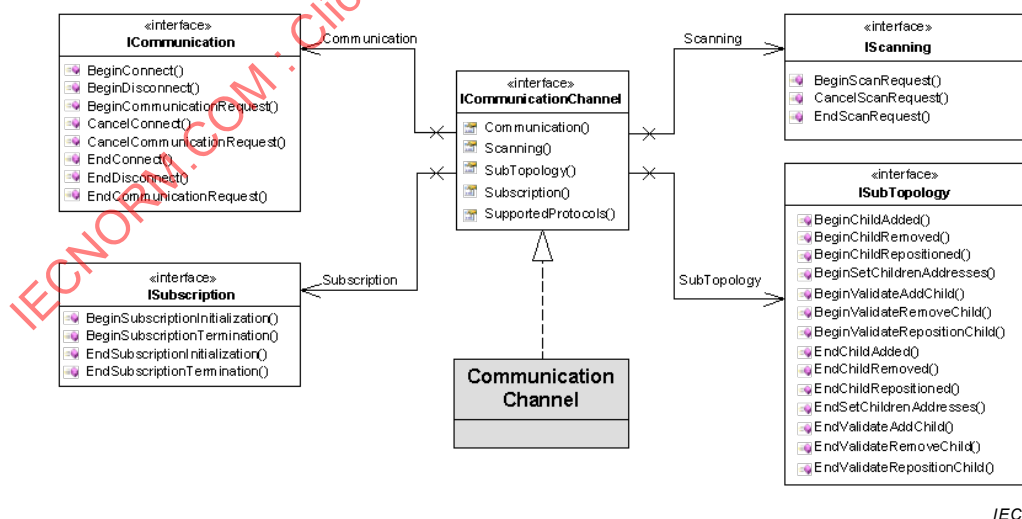 «interface»
ICommunication
BeginConnect()
BeginDisconnect()
BeginCommunicationRequest()
CancelConnect()
CancelCommunicationRequest()
EndConnect()
EndDisconnect()
EndCommunicationRequest()
Communication
«interface»
ICommunicationChannel
Communication()
Scanning()
SubTopology()
Subscription()
SupportedProtocols()
Scanning
«interface»
IScanning
BeginScanRequest()
CancelScanRequest()
EndScanRequest()
«interface»
ISubscription
BeginSubscriptionInitialization()
BeginSubscriptionTermination()
EndSubscriptionInitialization()
EndSubscriptionTermination()
Subscription
Communication
Channel
SubTopology
«interface»
ISubTopology
BeginChildAdded()
BeginChildRemoved()
BeginChildRepositioned()
BeginSetChildrenAddresses()
BeginValidateAddChild()
BeginValidateRemoveChild()
BeginValidateRepositionChild()
EndChildAdded()
EndChildRemoved()
EndChildRepositioned()
EndSetChildrenAddresses()
EndValidateAddChild()
EndValidateRemoveChild()
EndValidateRepositionChild()
IECNORM.COM : Clic
IEC